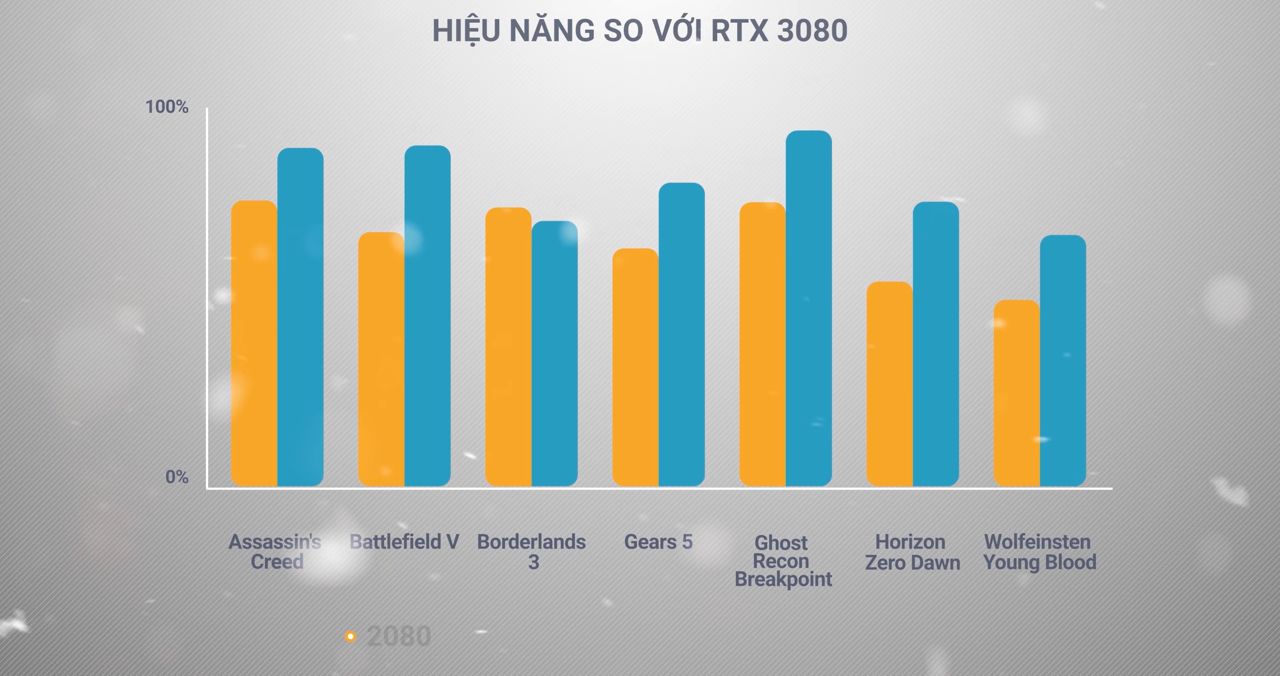 HIỆU NĂNG SO VỚI RTX 3080
100%
0%
Assassin's
Creed
Battlefield V
Borderlands
3
Gears 5
Ghost
Recon
Breakpoint
Horizon
Zero Dawn
Wolfeinsten
Young Blood
2080